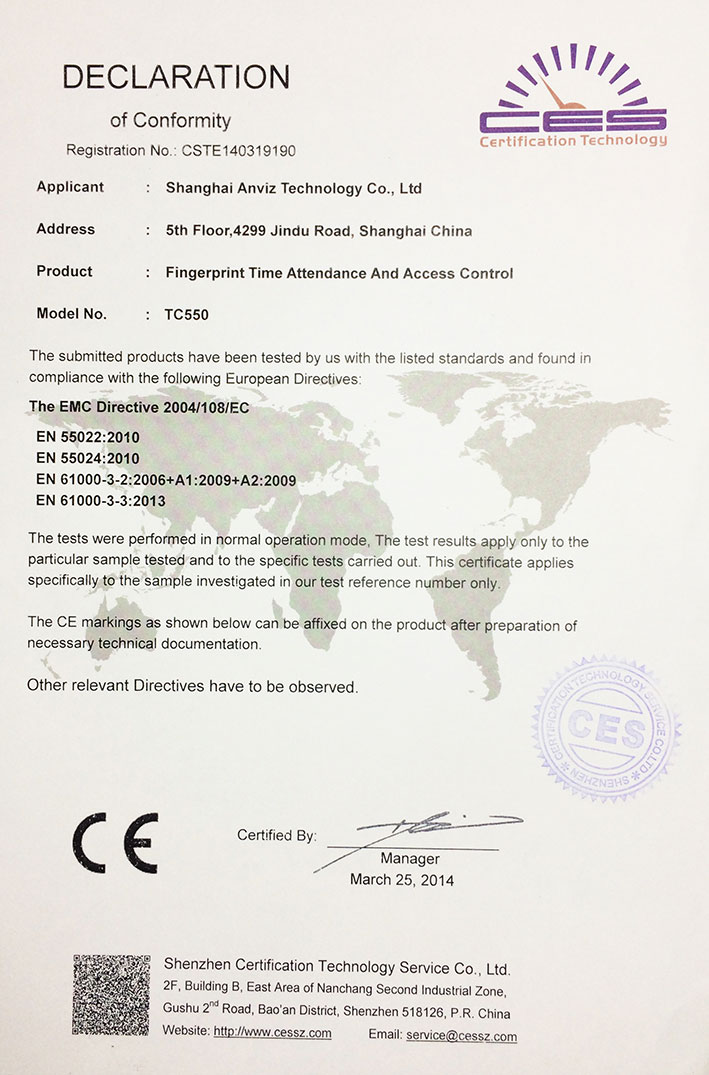 DECLARATION
of Conformity
Registration No.: CSTE140319190
CES
Certification Technology
Applicant : Shanghai Anviz Technology Co., Ltd
Address : 5th Floor,4299 Jindu Road, Shanghai China
Product : Fingerprint Time Attendance And Access Control
Model No. : TC550
The submitted products have been tested by us with the listed standards and found in
compliance with the following European Directives:
The EMC Directive 2004/108/EC
EN 55022:2010
EN 55024:2010
EN 61000-3-2:2006+A1:2009+A2:2009
EN 61000-3-3:2013
The tests were performed in normal operation mode, The test results apply only to the
particular sample tested and to the specific tests carried out. This certificate applies
specifically to the sample investigated in our test reference number only.
The CE markings as shown below can be affixed on the product after preparation of
necessary technical documentation.
Other relevant Directives have to be observed.
CERTIFICATION TECHNOLOGY SERVICE CO.LTD
CES
SHENZHEN
CE
Certified By:
Manager
March 25, 2014
Shenzhen Certification Technology Service Co., Ltd.
2F, Building B, East Area of Nanchang Second Industrial Zone,
Gushu 2nd Road, Bao'an District, Shenzhen 518126, P.R. China
Website: http://www.cessz.com Email: service@cessz.com